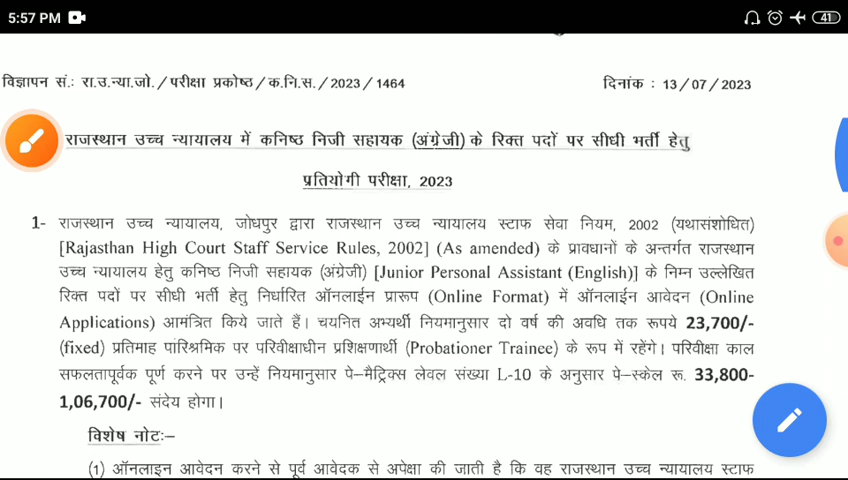 5:57 PM
41
विज्ञापन सं.: रा.उ.न्या.जो./परीक्षा प्रकोष्ठ/क.नि.स./2023/1464 दिनांक : 13/07/2023
राजस्थान उच्च न्यायालय में कनिष्ठ निजी सहायक (अंग्रेजी) के रिक्त पदों पर सीधी भर्ती हेतु
प्रतियोगी परीक्षा, 2023
1- राजस्थान उच्च न्यायालय, जोधपुर द्वारा राजस्थान उच्च न्यायालय स्टाफ सेवा नियम, 2002 (यथासंशोधित)
[Rajasthan High Court Staff Service Rules, 2002] (As amended) के प्रावधानों के अन्तर्गत राजस्थान
उच्च न्यायालय हेतु कनिष्ठ निजी सहायक (अंग्रेजी) [Junior Personal Assistant (English)] के निम्न उल्लेखित
रिक्त पदों पर सीधी भर्ती हेतु निर्धारित ऑनलाईन प्रारूप (Online Format) में ऑनलाईन आवेदन (Online
Applications) आमंत्रित किये जाते हैं। चयनित अभ्यर्थी नियमानुसार दो वर्ष की अवधि तक रूपये 23,700/-
(fixed) प्रतिमाह पारिश्रमिक पर परिवीक्षाधीन प्रशिक्षणार्थी (Probationer Trainee) के रूप में रहेंगे। परिवीक्षा काल
सफलतापूर्वक पूर्ण करने पर उन्हें नियमानुसार पे-मैट्रिक्स लेवल संख्या L-10 के अनुसार पे-स्केल रू. 33,800-
1,06,700/- संदेय होगा।
विशेष नोटः-
(1) ऑनलाइन आवेदन करने से पूर्व आवेदक से अपेक्षा की जाती है कि वह राजस्थान उच्च न्यायालय स्टाफ